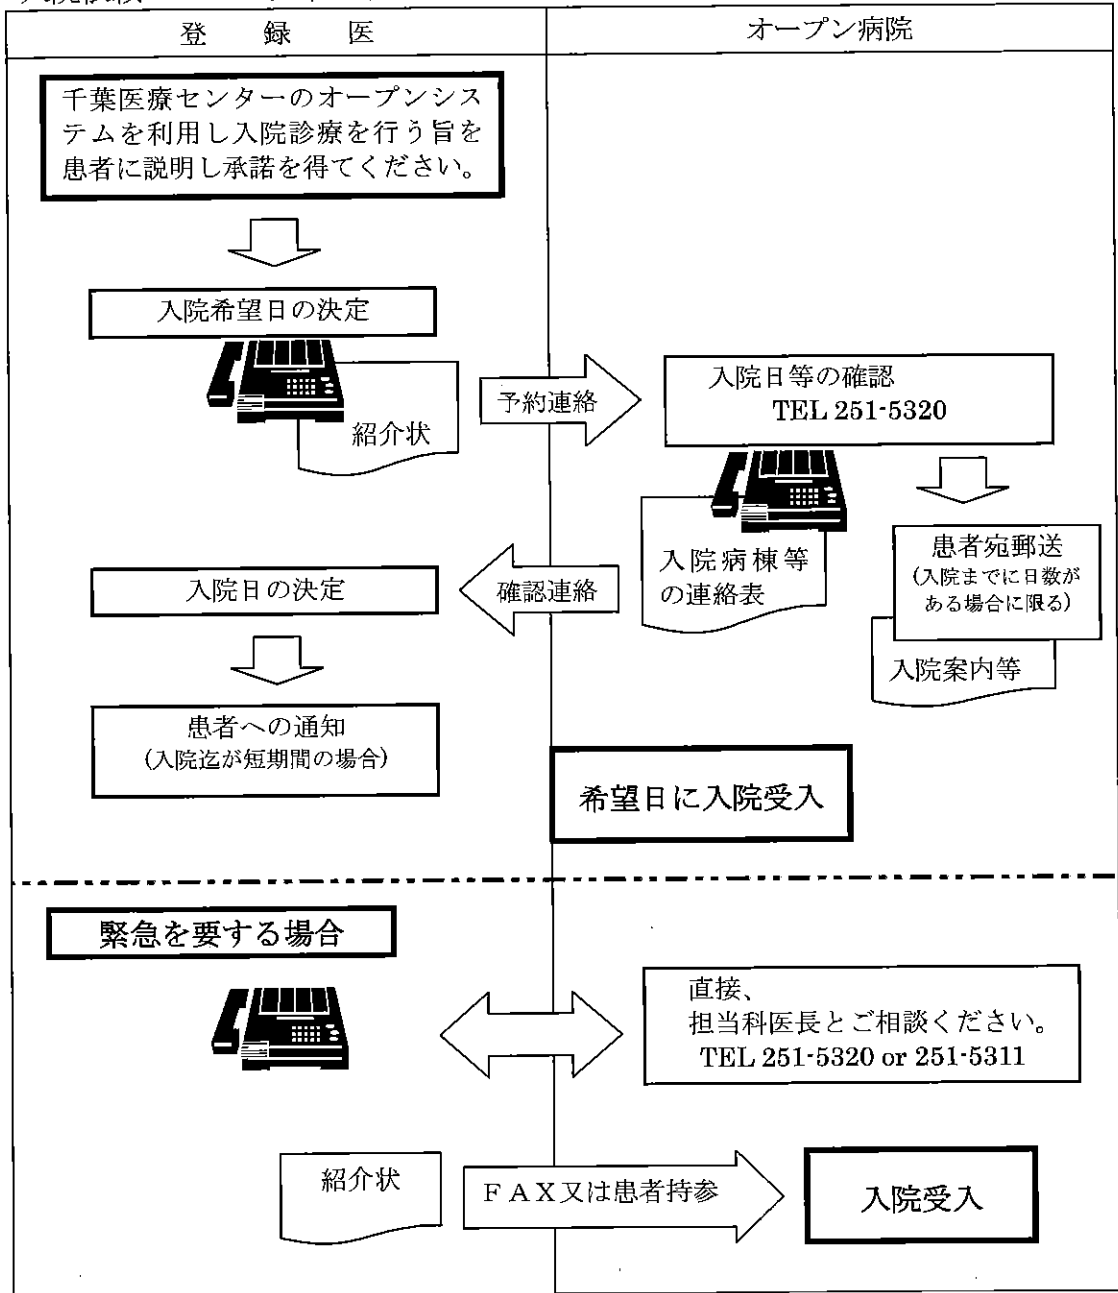 登録医
オープン病院
千葉医療センターのオープンシス
テムを利用し入院診療を行う旨を
患者に説明し承諾を得てください。
入院希望日の決定
紹介状
予約連絡
入院日等の確認
TEL 251-5320
入院病棟等
の連絡表
患者宛郵送
(入院までに日数が
ある場合に限る)
入院案内等
確認連絡
入院日の決定
患者への通知
(入院迄が短期間の場合)
希望日に入院受入
緊急を要する場合
直接、
担当科医長とご相談ください。
TEL 251-5320 or 251-5311
紹介状
ＦＡＸ又は患者持参
入院受入